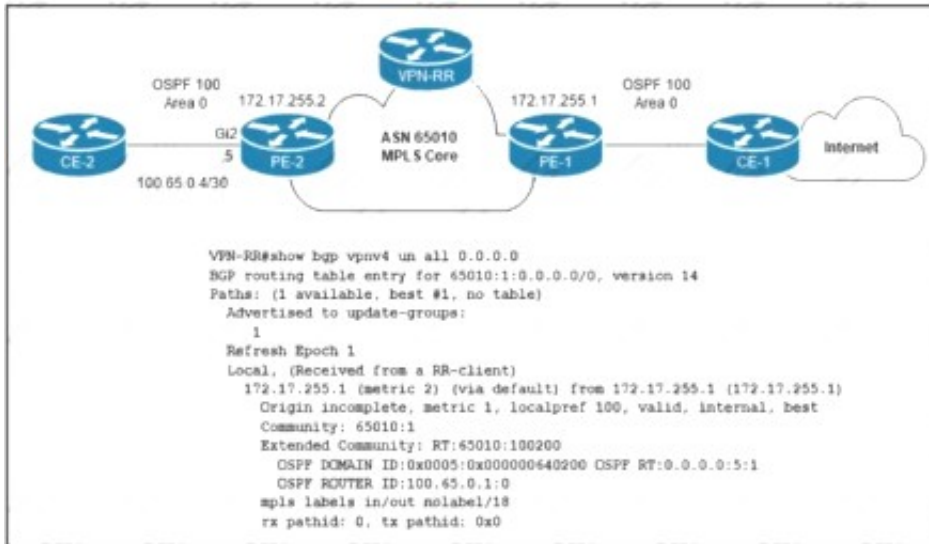 VPN-RR
OSPF 100
Area 0
172.17.255.2
172.17.255.1
OSPF 100
Area 0
Gi2
.5
CE-2
PE-2
ASN 65010
MPLS Core
PE-1
CE-1
Internet
100.65.0.4/30
VPN-RR#show bgp vpnv4 un all 0.0.0.0
BGP routing table entry for 65010:1:0.0.0.0/0, version 14
Paths: (1 available, best #1, no table)
Advertised to update-groups:
1
Refresh Epoch 1
Local, (Received from a RR-client)
172.17.255.1 (metric 2) (via default) from 172.17.255.1 (172.17.255.1)
Origin incomplete, metric 1, localpref 100, valid, internal, best
Community: 65010:1
Extended Community: RT:65010:100200
OSPF DOMAIN ID:0x0005:0x000000640200 OSPF RT:0.0.0.0:5:1
OSPF ROUTER ID:100.65.0.1:0
mpls labels in/out nolabel/18
rx pathid: 0, tx pathid: 0x0